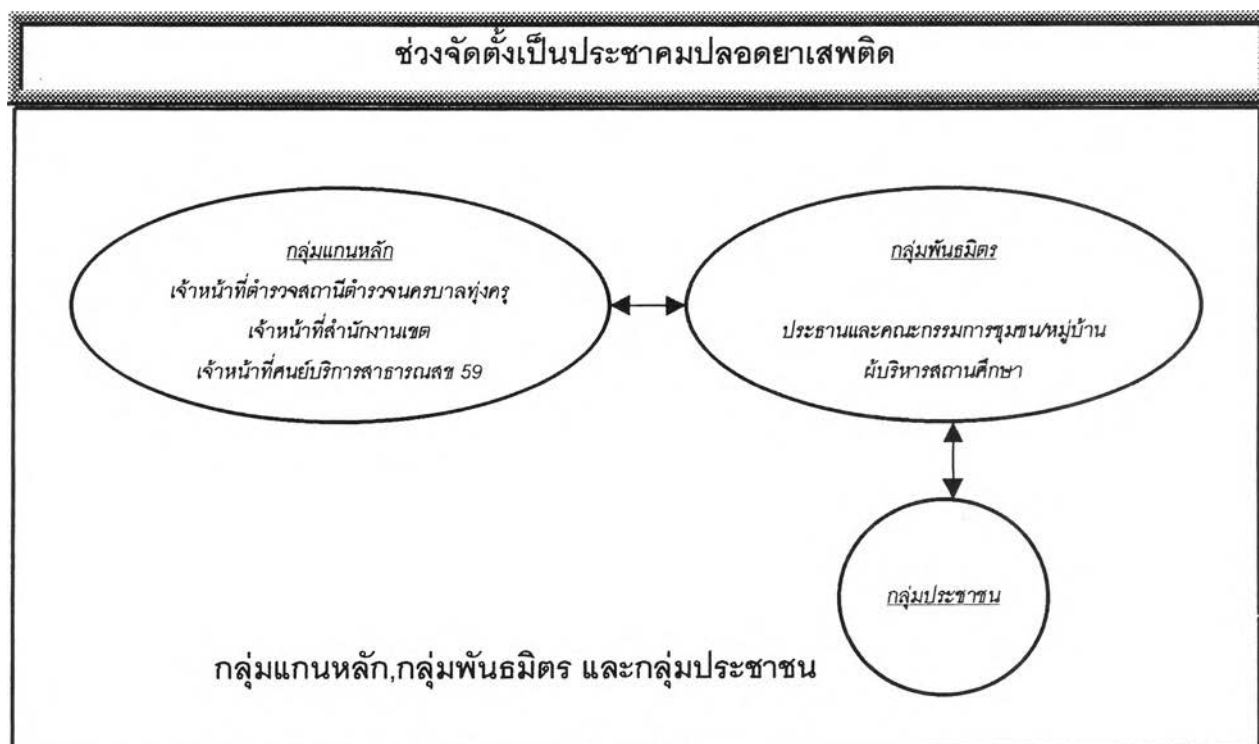 ช่วงจัดตั้งเป็นประชาคมปลอดยาเสพติด
กลุ่มแกนหลัก
เจ้าหน้าที่ตำรวจสถานีตำรวจนครบาลทุ่งครุ
เจ้าหน้าที่สำนักงานเขต
เจ้าหน้าที่ศูนย์บริการสาธารณสุข 59
กลุ่มพันธมิตร
ประธานและคณะกรรมการชุมชน/หมู่บ้าน
ผู้บริหารสถานศึกษา
กลุ่มประชาชน
กลุ่มแกนหลัก,กลุ่มพันธมิตร และกลุ่มประชาชน